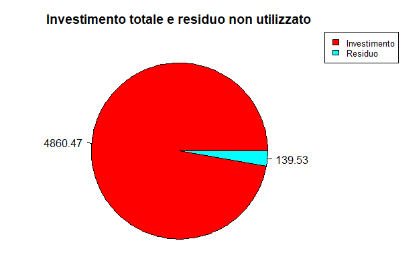 Investimento totale e residuo non utilizzato
Investimento
Residuo
4860.47
139.53